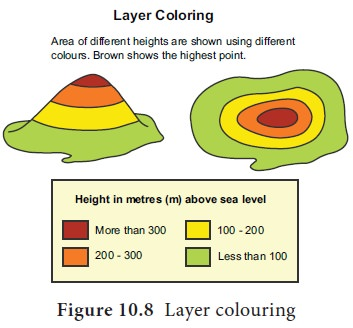 Layer Coloring
Area of different heights are shown using different
colours. Brown shows the highest point.
Height in metres (m) above sea level
More than 300
100 - 200
200 - 300
Less than 100
Figure 10.8 Layer colouring